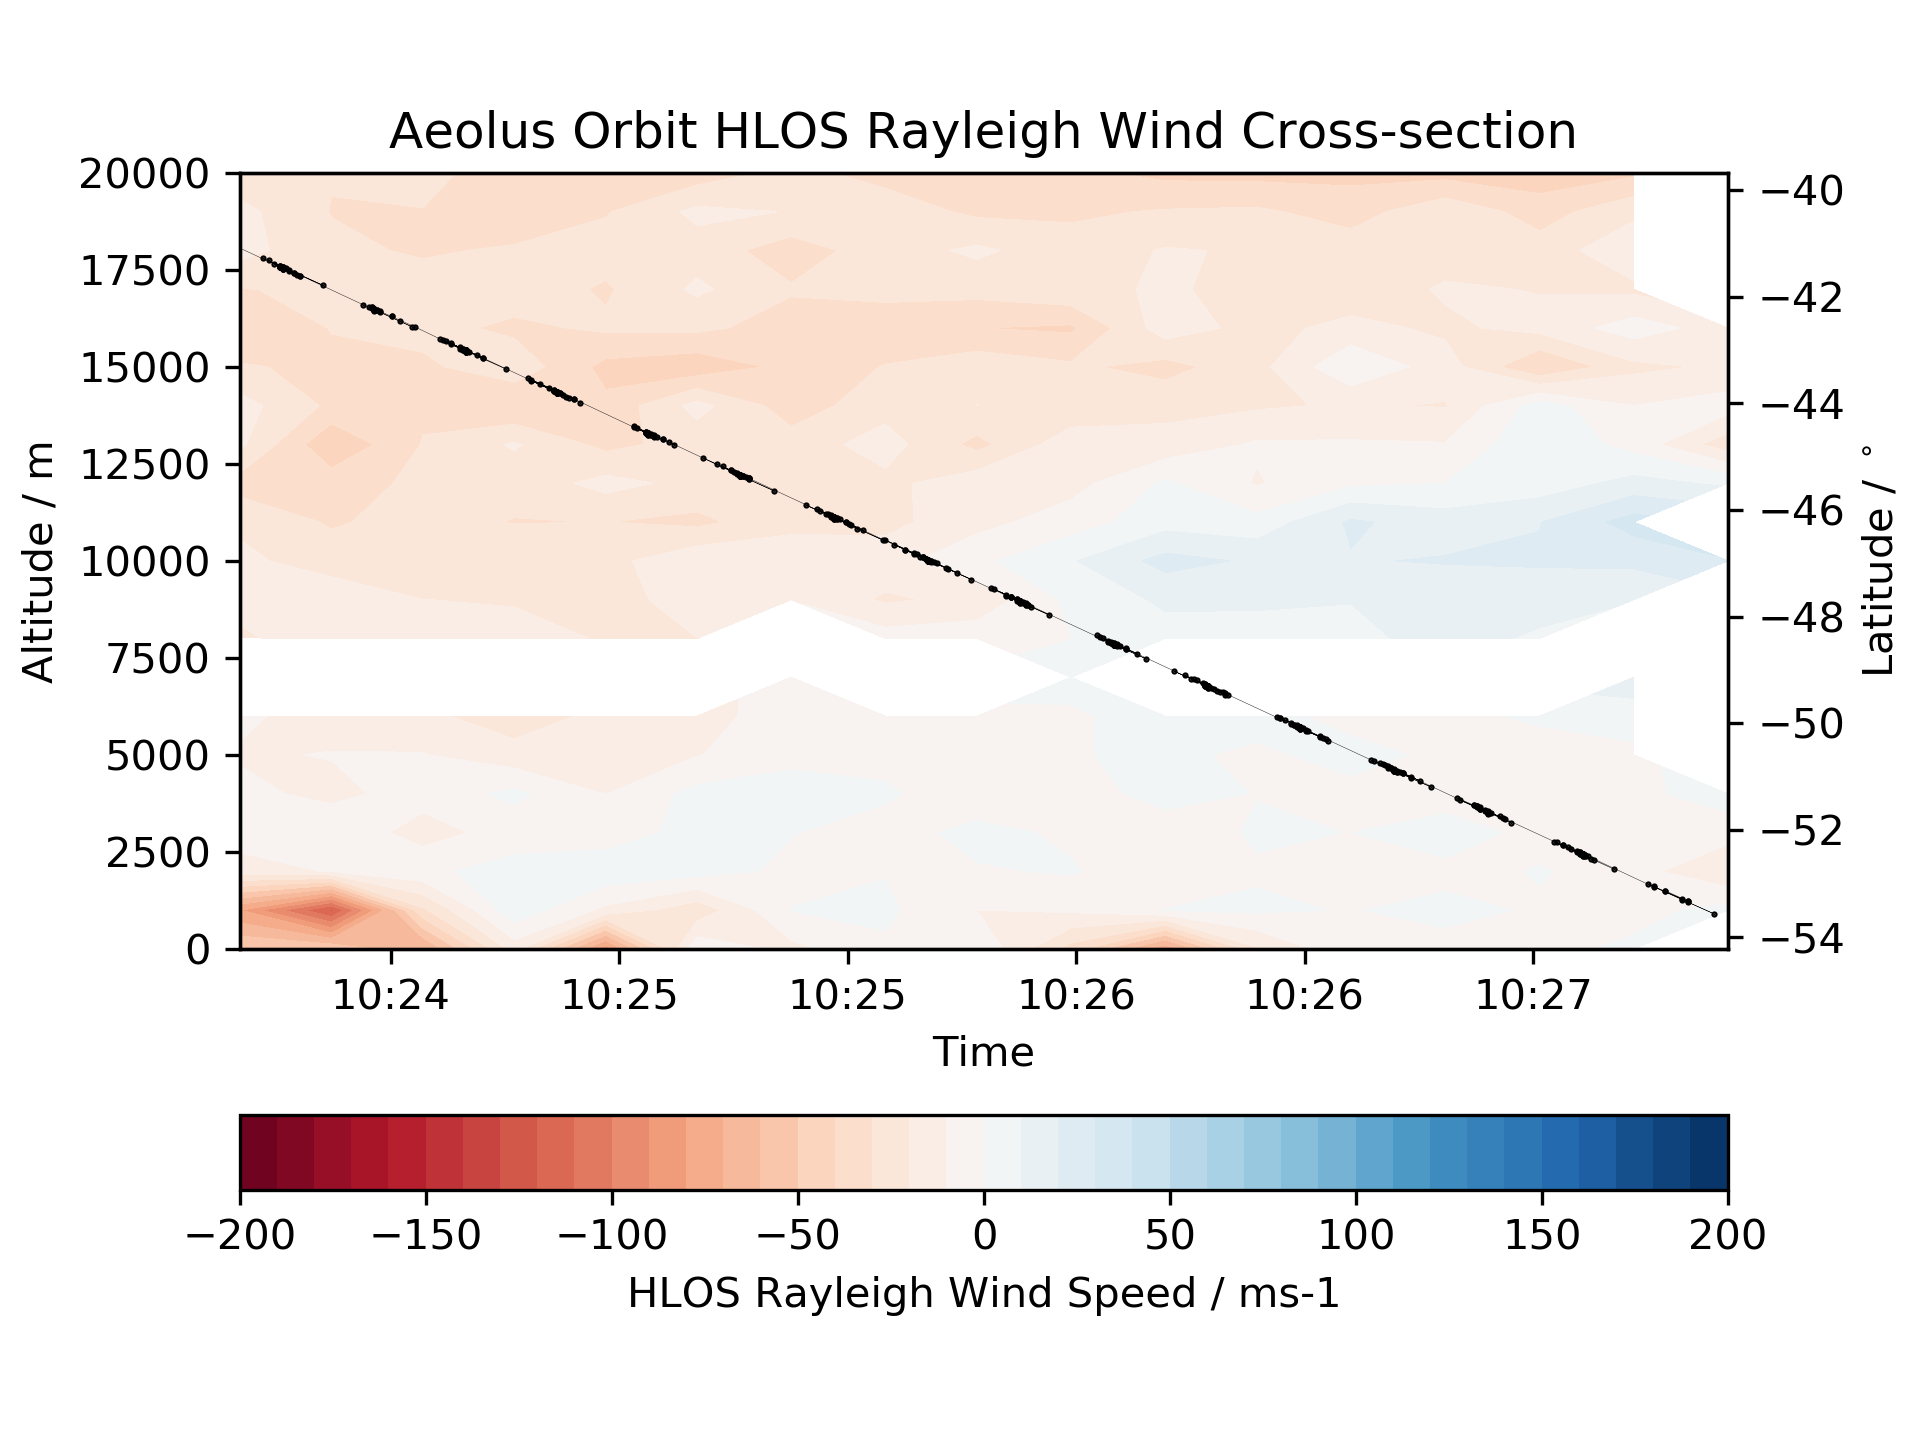 Aeolus Orbit HLOS Rayleigh Wind Cross-section
20000
17500
15000
12500
10000
7500
5000
2500
0
Altitude / m
−40
−42
−44
−46
−48
−50
−52
−54
Latitude / °
10:24 10:25 10:25 10:26 10:26 10:27
Time
−200 −150 −100 −50 0 50 100 150 200
HLOS Rayleigh Wind Speed / ms-1